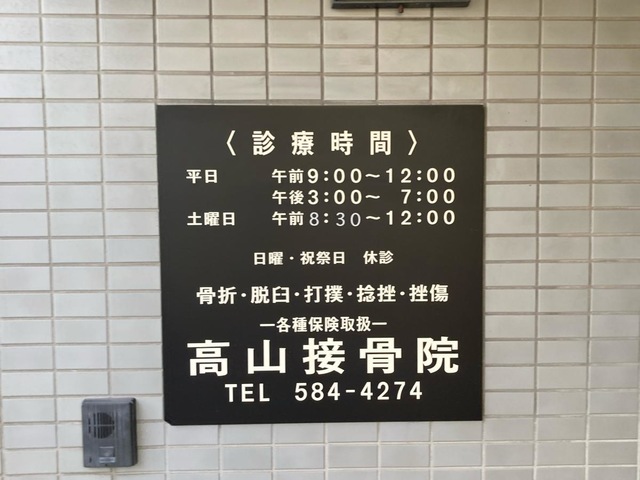 〈診療時間〉
平日 午前9:00～12:00
午後3:00～ 7:00
土曜日 午前8:30～12:00
日曜・祝祭日 休診
骨折・脱臼・打撲・捻挫・挫傷
―各種保険取扱―
高山接骨院
TEL 584-4274